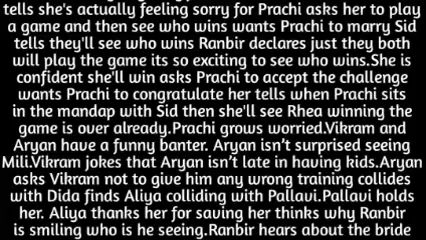 tells she's actually feeling sorry for Prachi asks her to play
a game and then see who wins wants Prachi to marry Sid
tells they'll see who wins Ranbir declares just they both
will play the game its so exciting to see who wins.She is
confident she'll win asks Prachi to accept the challenge
wants Prachi to congratulate her tells when Prachi sits
in the mandap with Sid then she'll see Rhea winning the
game is over already.Prachi grows worried.Vikram and
Aryan have a funny banter. Aryan isn't surprised seeing
Mili.Vikram jokes that Aryan isn't late in having kids.Aryan
asks Vikram not to give him any wrong training collides
with Dida finds Aliya colliding with Pallavi.Pallavi holds
her. Aliya thanks her for saving her thinks why Ranbir
is smiling who is he seeing.Ranbir hears about the bride